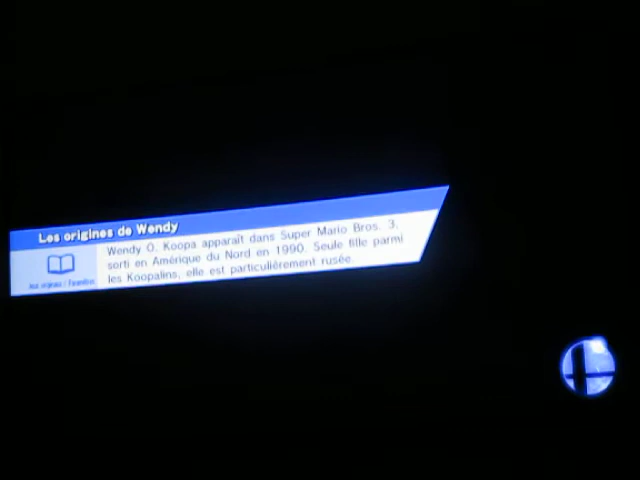 Les origines de Wendy
Wendy O. Koopa apparaît dans Super Mario Bros. 3,
sorti en Amérique du Nord en 1990. Seule fille parmi
les Koopalins, elle est particulièrement rusée.